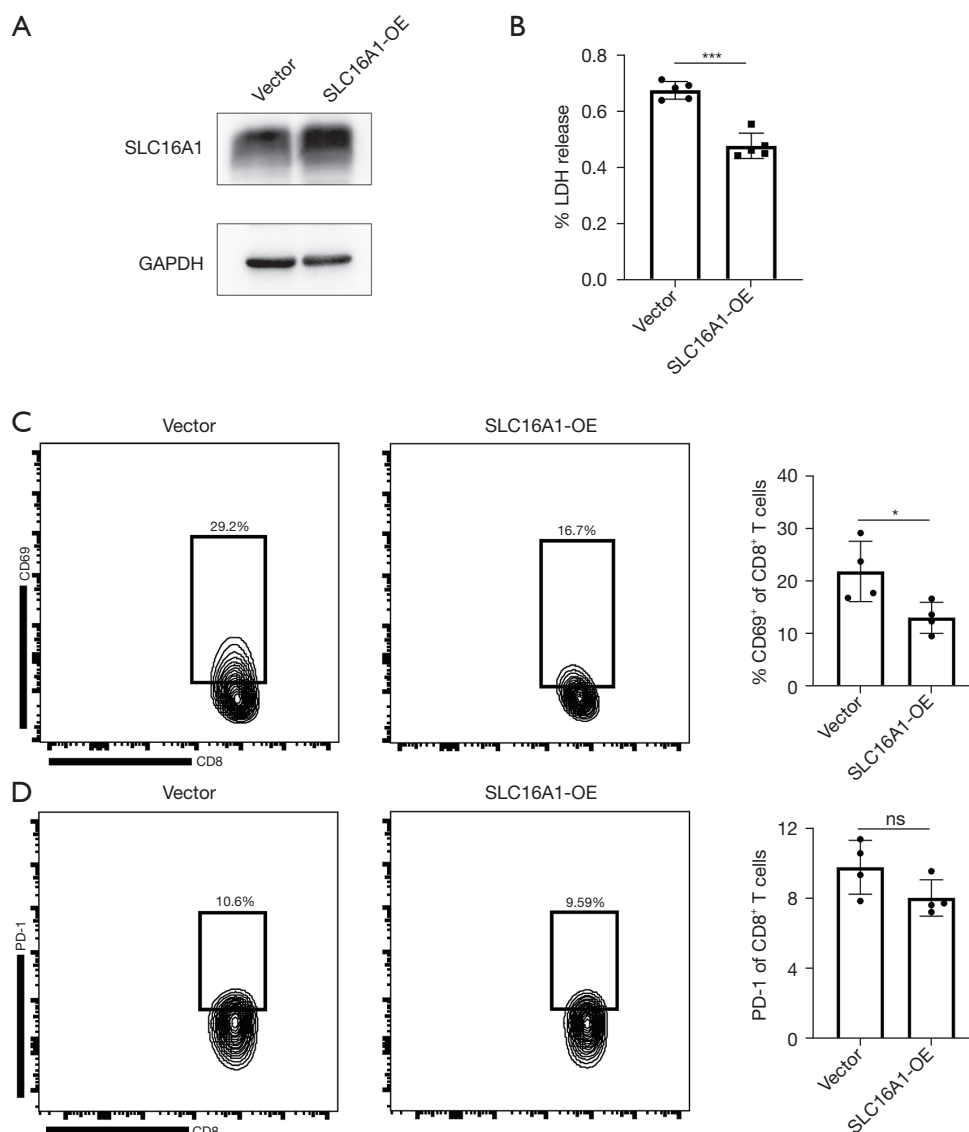 A
Vector
SLC16A1-OE
SLC16A1
GAPDH
B
***
0.8
0.6
0.4
0.2
0.0
% LDH release
Vector
SLC16A1-OE
C
Vector
29.2%
CD69
CD8
SLC16A1-OE
16.7%
*
40
30
20
10
0
% CD69⁺ of CD8⁺ T cells
Vector
SLC16A1-OE
D
Vector
10.6%
PD-1
CD8
SLC16A1-OE
9.59%
ns
12
8
4
0
PD-1 of CD8⁺ T cells
Vector
SLC16A1-OE